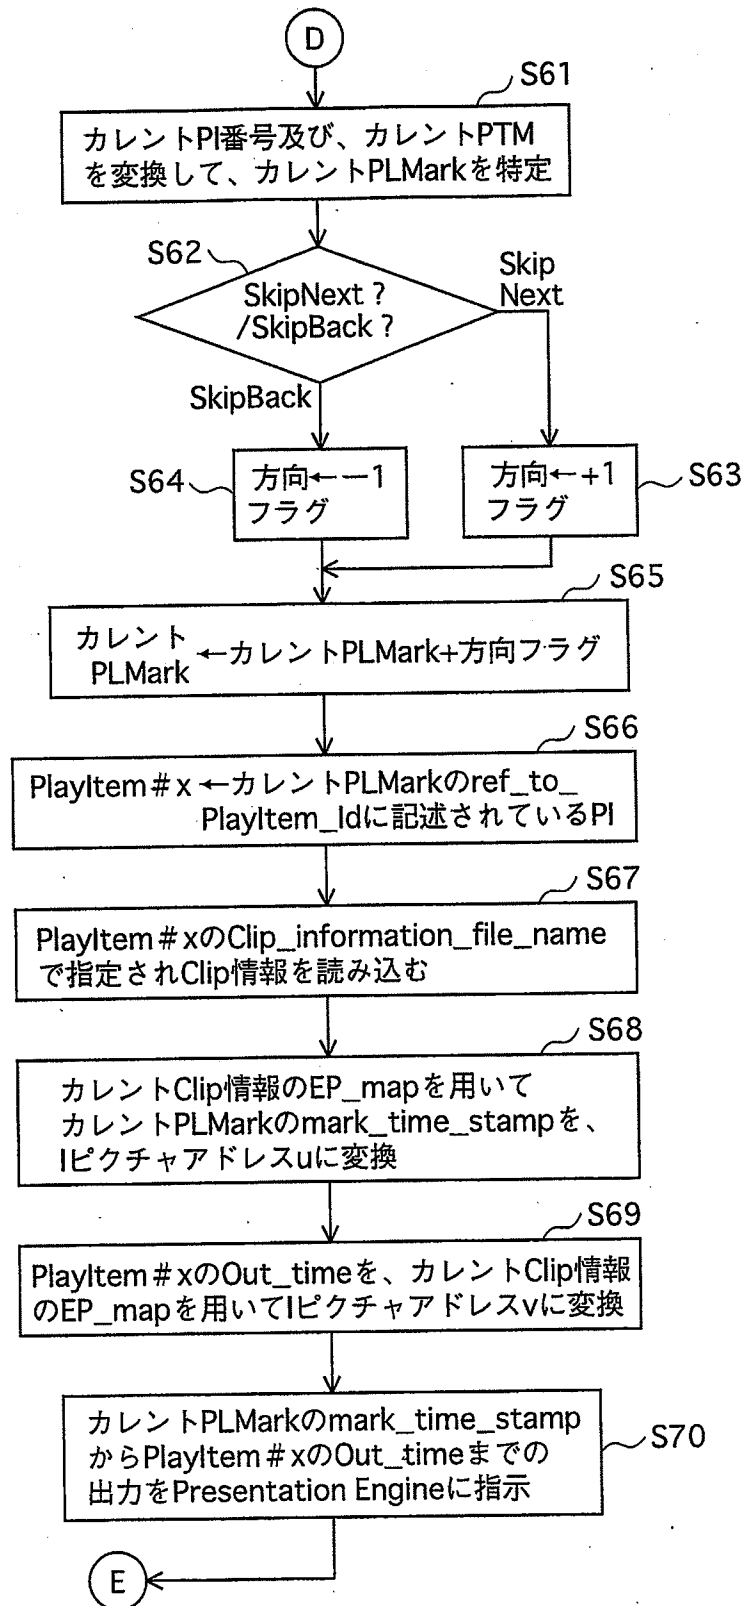 D
S61
カレントPI番号及び、カレントPTM
を変換して、カレントPLMarkを特定
S62
SkipNext ?
/SkipBack ?
Skip
Next
SkipBack
S64
方向←－1
フラグ
方向←+1
フラグ
S63
S65
カレント
PLMark
←カレントPLMark+方向フラグ
S66
PlayItem＃x←カレントPLMarkのref_to_
PlayItem_Idに記述されているPI
S67
PlayItem＃xのClip_information_file_name
で指定されClip情報を読み込む
S68
カレントClip情報のEP_mapを用いて
カレントPLMarkのmark_time_stampを、
Iピクチャアドレスuに変換
S69
PlayItem＃xのOut_timeを、カレントClip情報
のEP_mapを用いてIピクチャアドレスvに変換
カレントPLMarkのmark_time_stamp
からPlayItem＃xのOut_timeまでの
出力をPresentation Engineに指示
S70
E